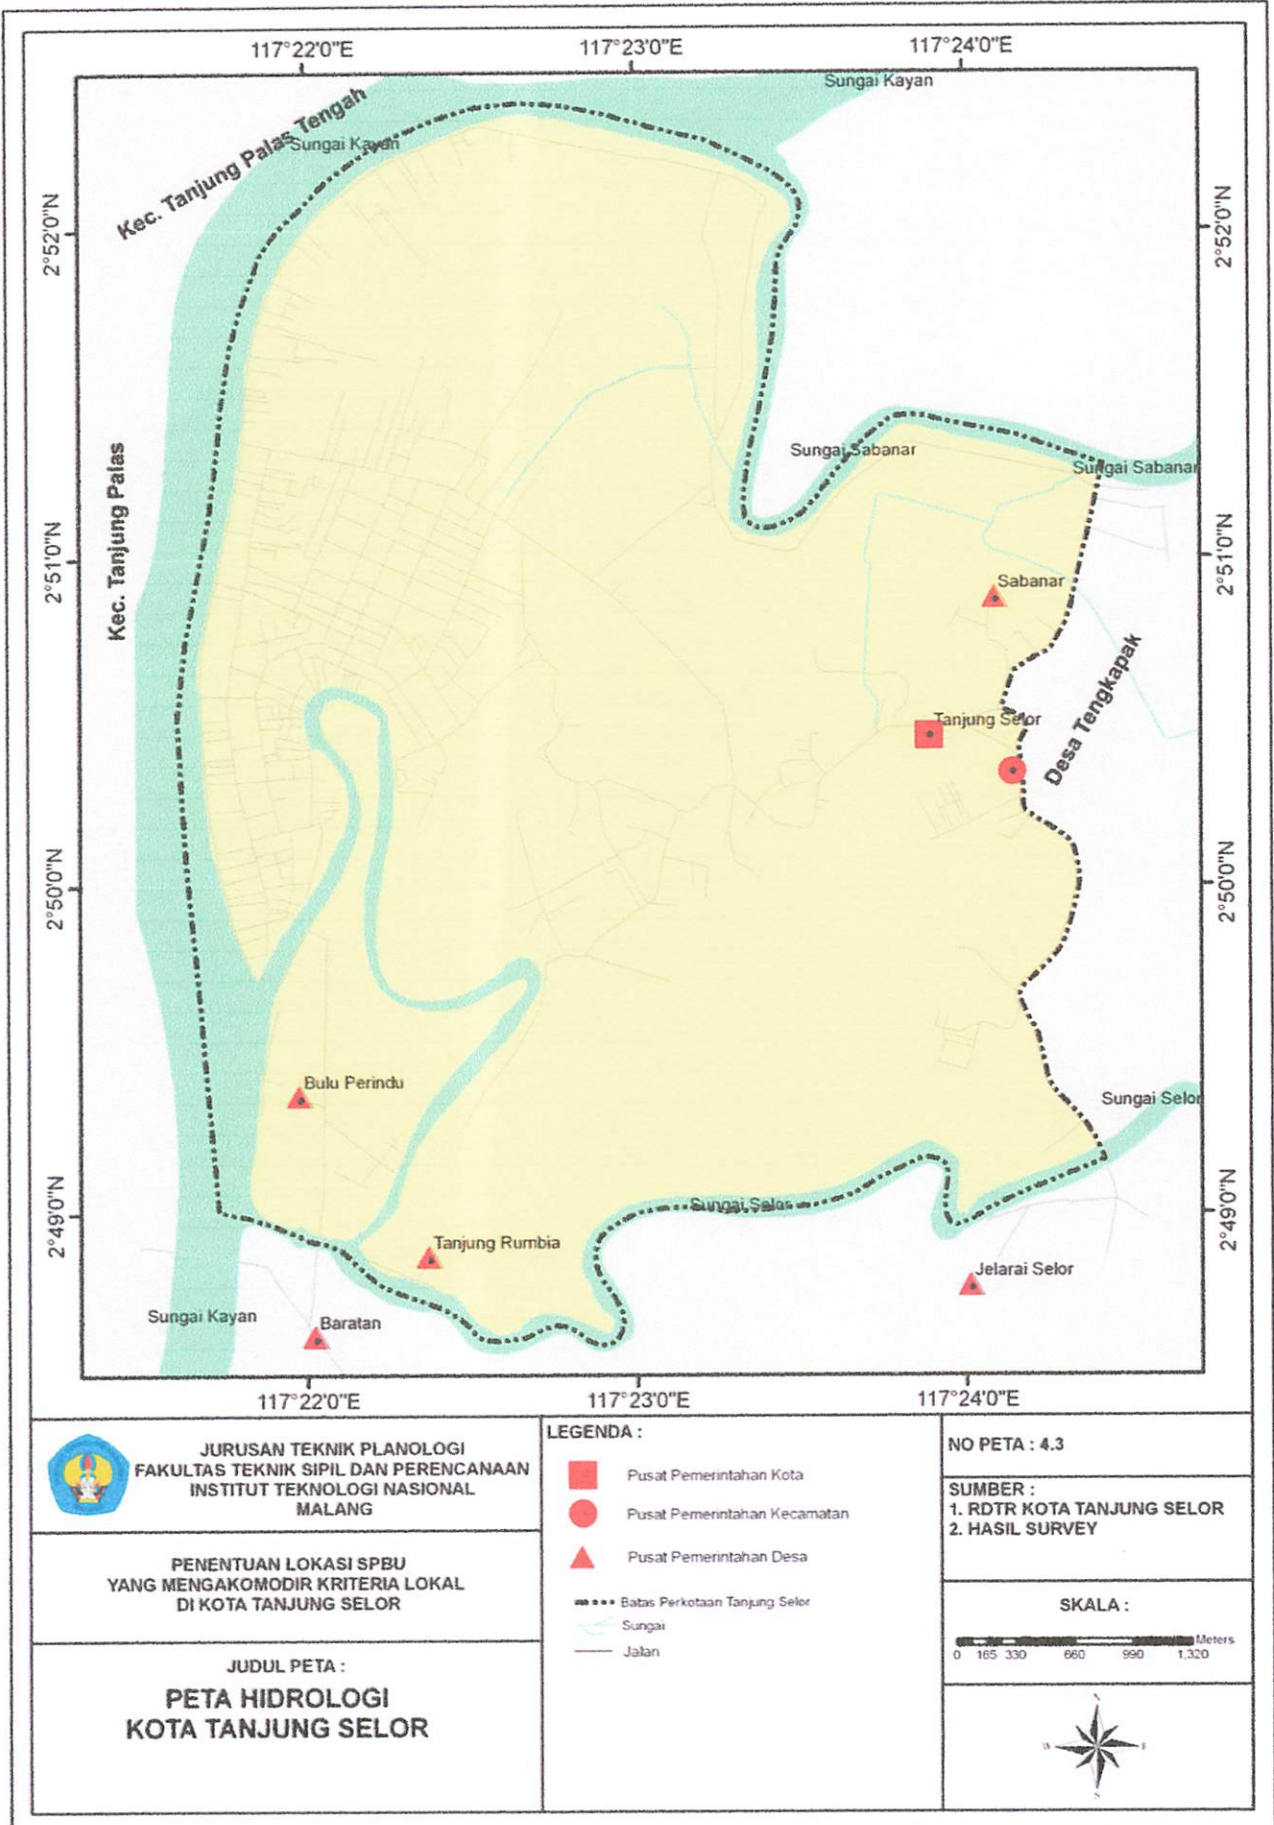 117°22'0"E
117°23'0"E
117°24'0"E
Sungai Kayan
Kec. Tanjung Palas Tengah
Sungai Kayan
2°52'0"N
2°52'0"N
Sungai Sabanar
Sungai Sabanar
Kec. Tanjung Palas
2°51'0"N
2°51'0"N
Sabanar
Desa Tengkapak
Tanjung Selor
2°50'0"N
2°50'0"N
Bulu Perindu
Sungai Selor
2°49'0"N
2°49'0"N
Sungai Selor
Tanjung Rumbia
Jelarai Selor
Sungai Kayan
Baratan
117°22'0"E
117°23'0"E
117°24'0"E
JURUSAN TEKNIK PLANOLOGI
FAKULTAS TEKNIK SIPIL DAN PERENCANAAN
INSTITUT TEKNOLOGI NASIONAL
MALANG
PENENTUAN LOKASI SPBU
YANG MENGAKOMODIR KRITERIA LOKAL
DI KOTA TANJUNG SELOR
JUDUL PETA :
PETA HIDROLOGI
KOTA TANJUNG SELOR
LEGENDA :
Pusat Pemerintahan Kota
Pusat Pemerintahan Kecamatan
Pusat Pemerintahan Desa
Batas Perkotaan Tanjung Selor
Sungai
Jalan
NO PETA : 4.3
SUMBER :
1. RDTR KOTA TANJUNG SELOR
2. HASIL SURVEY
SKALA :
Meters
0 165 330 660 990 1,320
N
W E
S